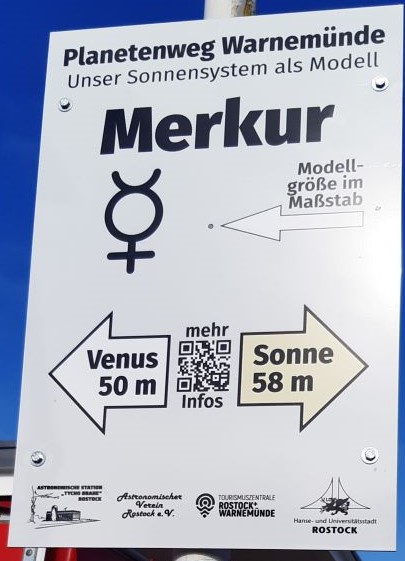 Planetenweg Warnemünde
Unser Sonnensystem als Modell
Merkur
Modell-
größe im
Maßstab
Venus
50 m
mehr
Infos
Sonne
58 m
ASTRONOMISCHE STATION
„TYCHO BRAHE“
ROSTOCK
Astronomischer
Verein
Rostock e.V.
TOURISMUSZENTRALE
ROSTOCK+
WARNEMÜNDE
Hanse- und Universitätsstadt
ROSTOCK